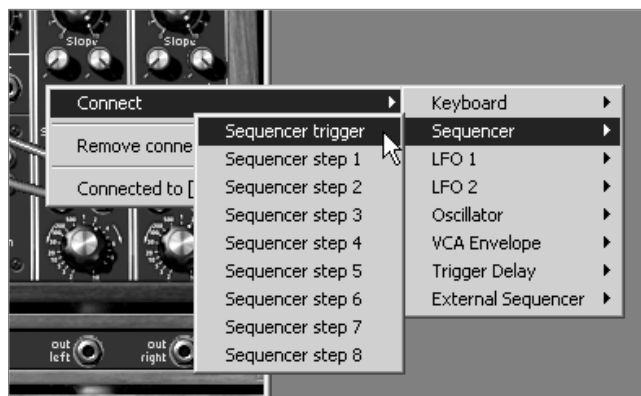 Slope
Slope
Connect
Remove conne
Connected to [
Sequencer trigger
Sequencer step 1
Sequencer step 2
Sequencer step 3
Sequencer step 4
Sequencer step 5
Sequencer step 6
Sequencer step 7
Sequencer step 8
Keyboard
Sequencer
LFO 1
LFO 2
Oscillator
VCA Envelope
Trigger Delay
External Sequencer
out
left
out
right